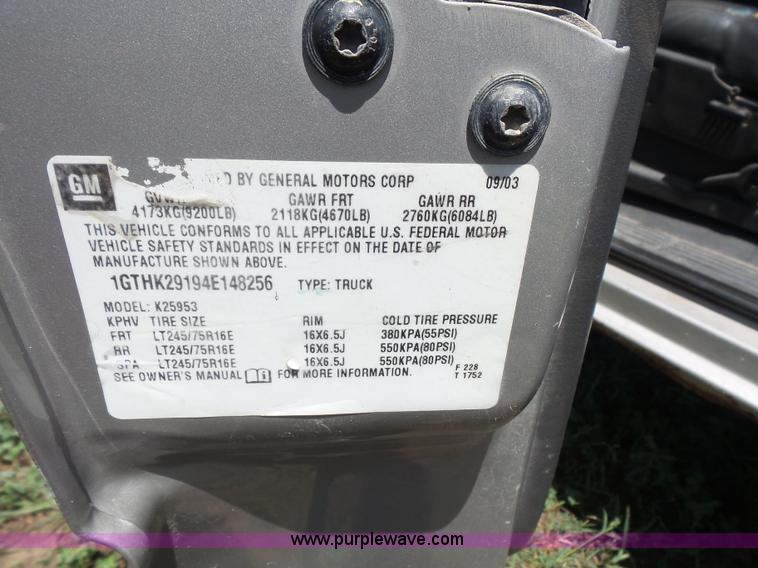 GM
ED BY GENERAL MOTORS CORP 09/03
GVWR GAWR FRT GAWR RR
4173KG(9200LB) 2118KG(4670LB) 2760KG(6084LB)
THIS VEHICLE CONFORMS TO ALL APPLICABLE U.S. FEDERAL MOTOR
VEHICLE SAFETY STANDARDS IN EFFECT ON THE DATE OF
MANUFACTURE SHOWN ABOVE.
1GTHK29194E148256 TYPE: TRUCK
MODEL: K25953
KPHV TIRE SIZE RIM COLD TIRE PRESSURE
FRT LT245/75R16E 16X6.5J 380KPA(55PSI)
RR LT245/75R16E 16X6.5J 550KPA(80PSI)
SPA LT245/75R16E 16X6.5J 550KPA(80PSI)
SEE OWNER'S MANUAL FOR MORE INFORMATION.
F 228
T 1752
www.purplewave.com